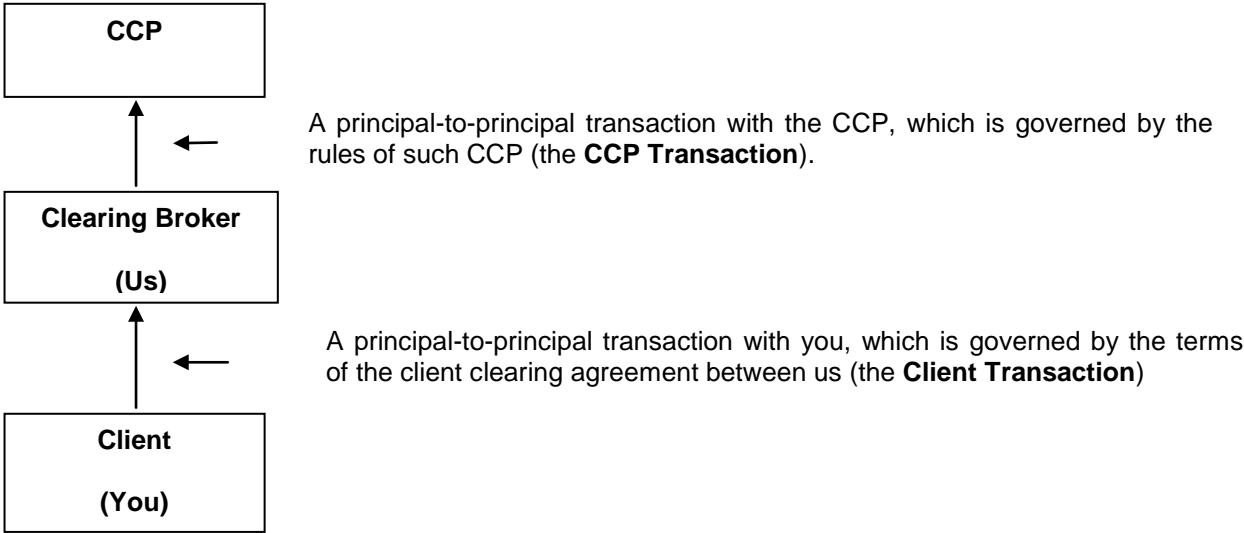 CCP
A principal-to-principal transaction with the CCP, which is governed by the
rules of such CCP (the CCP Transaction).
Clearing Broker
(Us)
A principal-to-principal transaction with you, which is governed by the terms
of the client clearing agreement between us (the Client Transaction)
Client
(You)